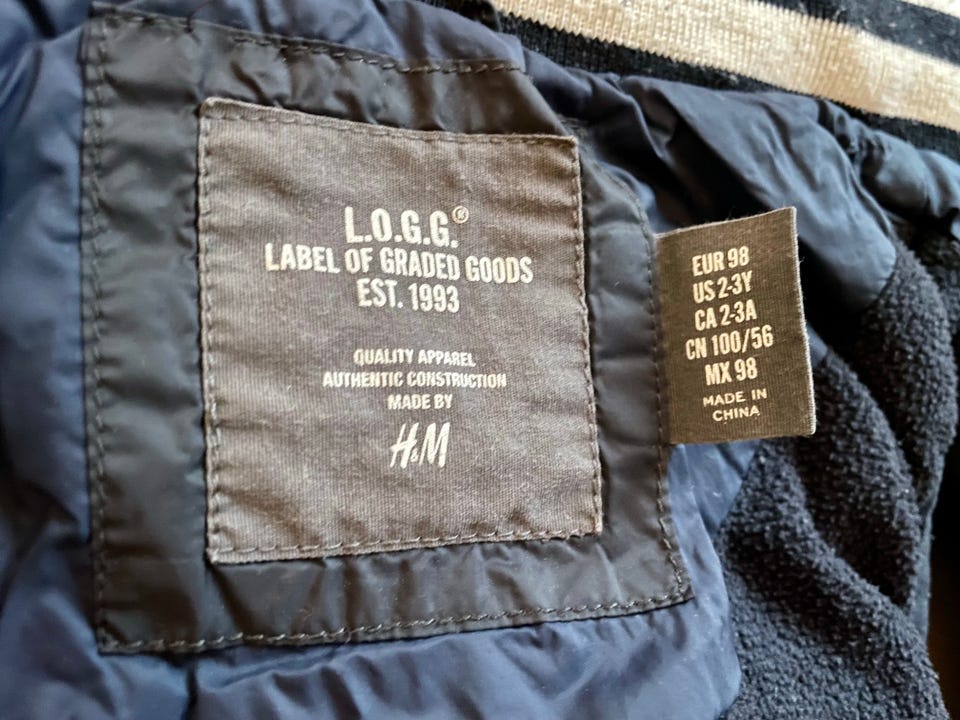 L.O.G.G.®
LABEL OF GRADED GOODS
EST. 1993
QUALITY APPAREL
AUTHENTIC CONSTRUCTION
MADE BY
H&M
EUR 98
US 2-3Y
CA 2-3A
CN 100/56
MX 98
MADE IN
CHINA